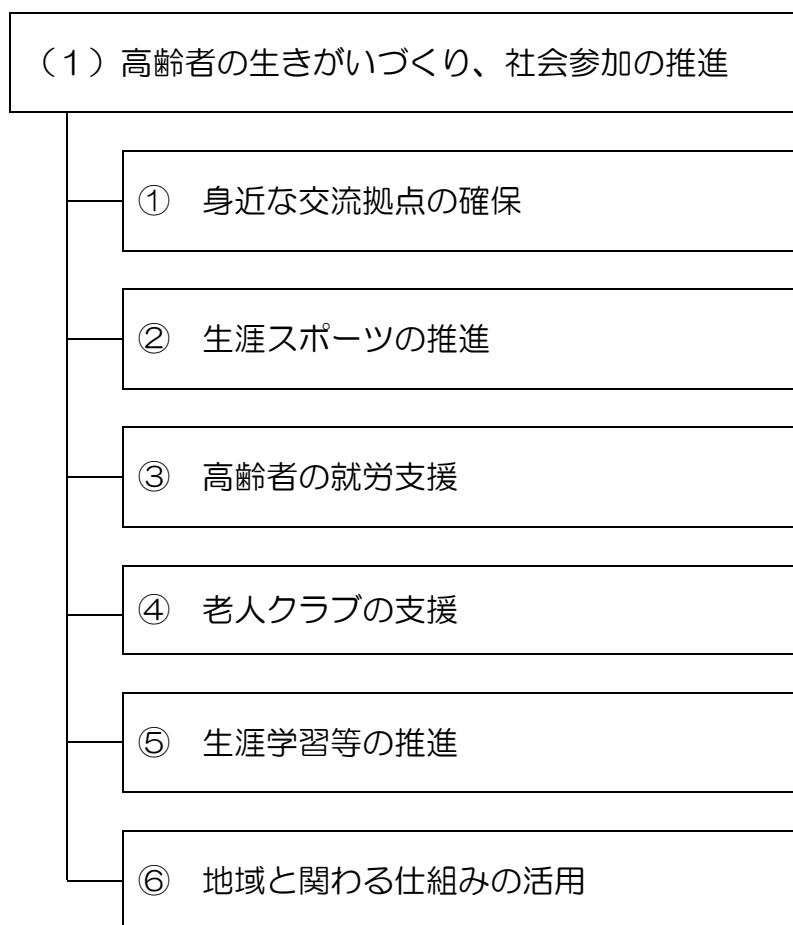 （１）高齢者の生きがいづくり、社会参加の推進
①　身近な交流拠点の確保
②　生涯スポーツの推進
③　高齢者の就労支援
④　老人クラブの支援
⑤　生涯学習等の推進
⑥　地域と関わる仕組みの活用